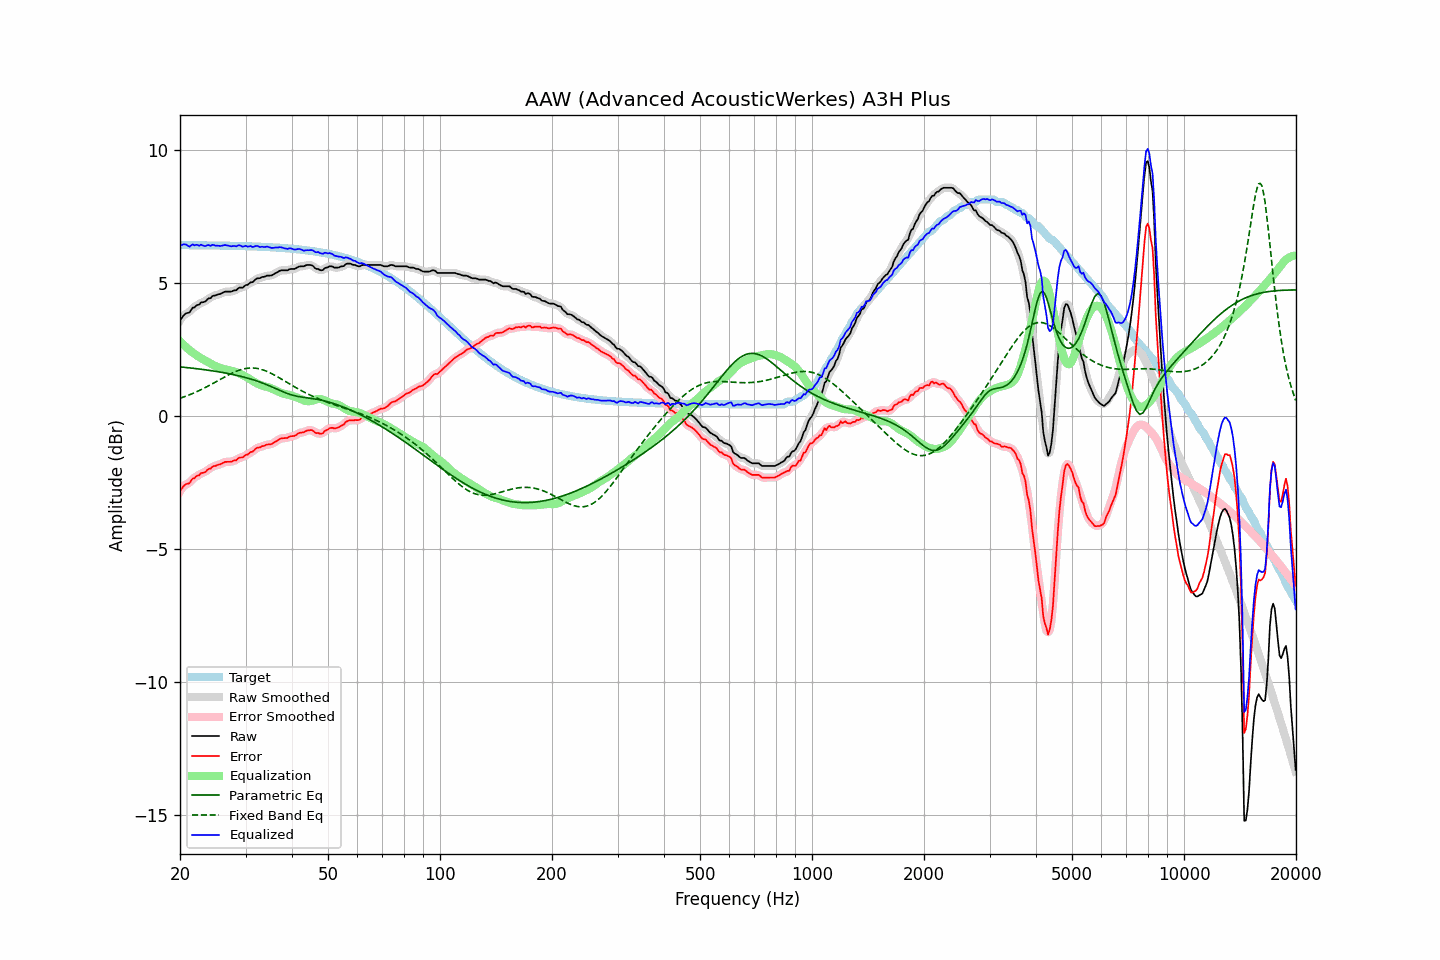 AAW (Advanced AcousticWerkes) A3H Plus
Amplitude (dBr)
10
5
0
−5
−10
−15
Target
Raw Smoothed
Error Smoothed
Raw
Error
Equalization
Parametric Eq
Fixed Band Eq
Equalized
20 50 100 200 500 1000 2000 5000 10000 20000
Frequency (Hz)